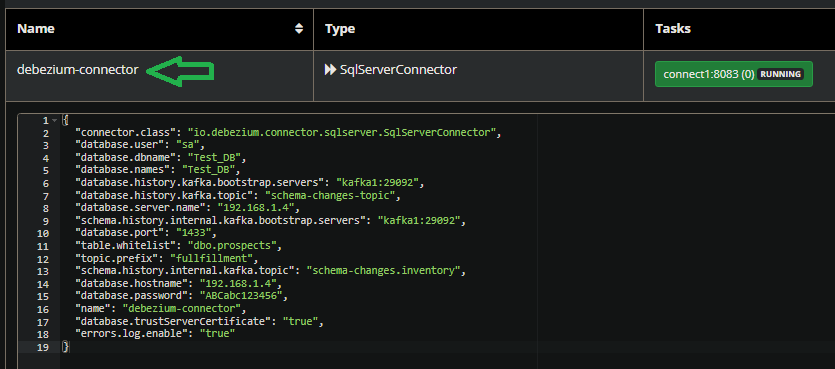 Name Type Tasks
debezium-connector SqlServerConnector connect1:8083 (0) RUNNING
1 {
2 "connector.class": "io.debezium.connector.sqlserver.SqlServerConnector",
3 "database.user": "sa",
4 "database.dbname": "Test_DB",
5 "database.names": "Test_DB",
6 "database.history.kafka.bootstrap.servers": "kafka1:29092",
7 "database.history.kafka.topic": "schema-changes-topic",
8 "database.server.name": "192.168.1.4",
9 "schema.history.internal.kafka.bootstrap.servers": "kafka1:29092",
10 "database.port": "1433",
11 "table.whitelist": "dbo.prospects",
12 "topic.prefix": "fullfillment",
13 "schema.history.internal.kafka.topic": "schema-changes.inventory",
14 "database.hostname": "192.168.1.4",
15 "database.password": "ABCabc123456",
16 "name": "debezium-connector",
17 "database.trustServerCertificate": "true",
18 "errors.log.enable": "true"
19 }